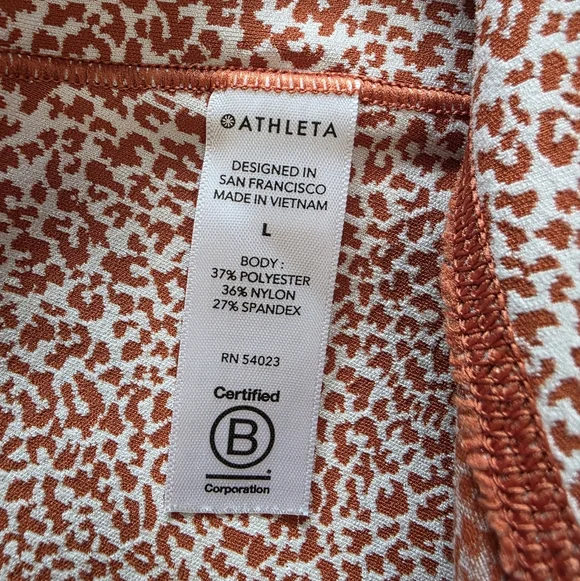 ATHLETA
DESIGNED IN
SAN FRANCISCO
MADE IN VIETNAM
L
BODY :
37% POLYESTER
36% NYLON
27% SPANDEX
RN 54023
Certified
B
Corporation